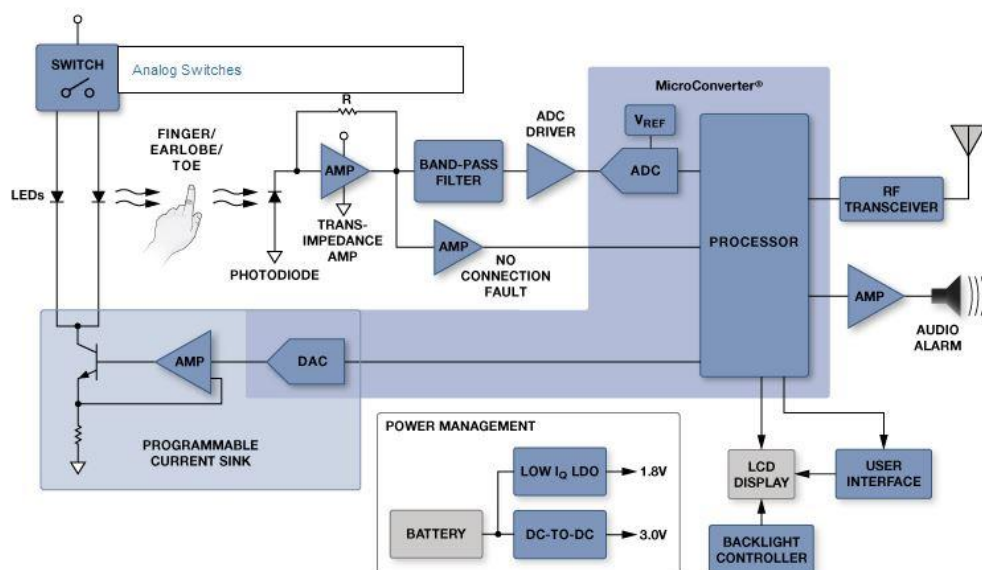 SWITCH
Analog Switches
MicroConverter®
R
FINGER/
EARLOBE/
TOE
ADC
DRIVER
VREF
LEDs
AMP
BAND-PASS
FILTER
ADC
RF
TRANSCEIVER
TRANS-
IMPEDANCE
AMP
PHOTODIODE
AMP
NO
CONNECTION
FAULT
PROCESSOR
AMP
AUDIO
ALARM
AMP
DAC
PROGRAMMABLE
CURRENT SINK
POWER MANAGEMENT
LOW IQ LDO
1.8V
BATTERY
DC-TO-DC
3.0V
LCD
DISPLAY
USER
INTERFACE
BACKLIGHT
CONTROLLER